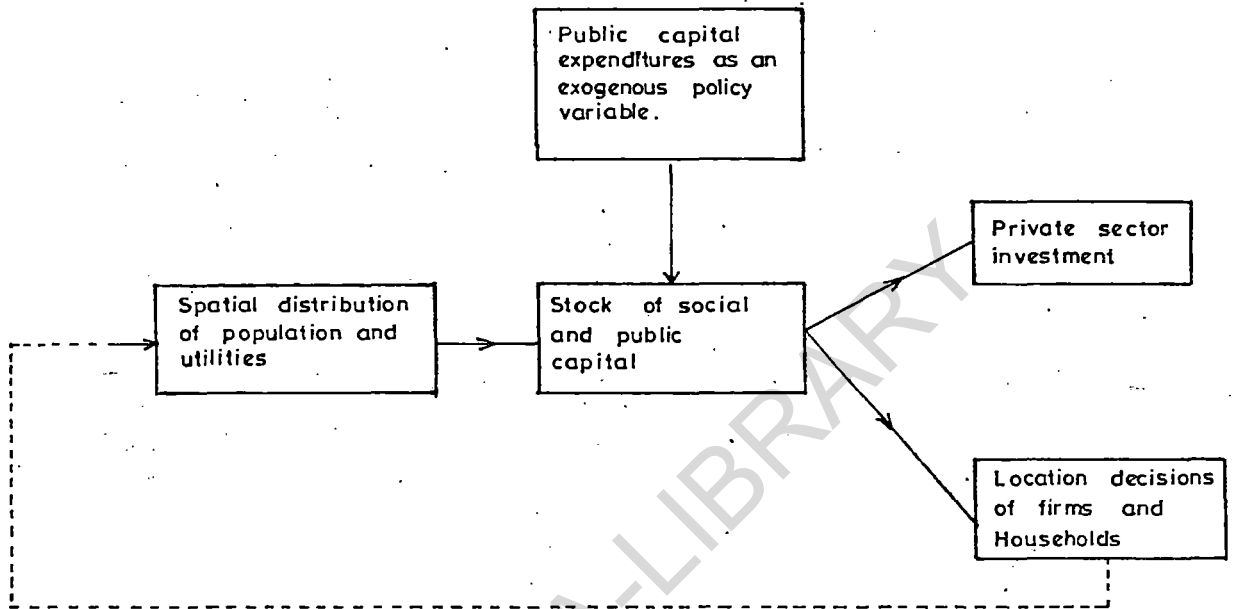 Public capital
expenditures as an
exogenous policy
variable.
Private sector
investment
Spatial distribution
of population and
utilities
Stock of social
and public
capital
Location decisions
of firms and
Households
A-LIBRARY